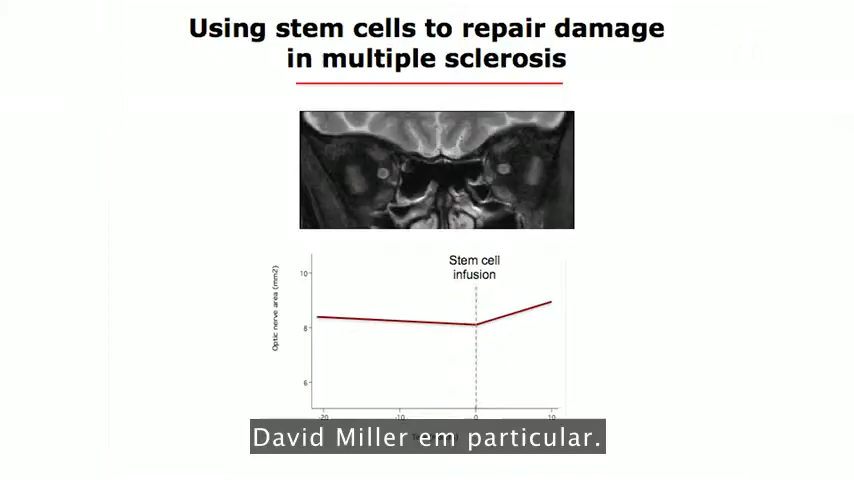 Using stem cells to repair damage
in multiple sclerosis
Stem cell
infusion
Optic nerve area (mm2)
10
8
6
-20
-10
0
10
David Miller em particular.